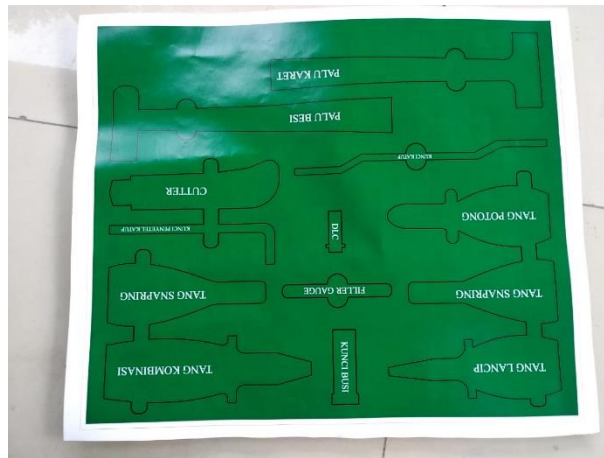 TANG LANCIP
KUNCI BUSI
TANG KOMBINASI
TANG SNAPRING
FILLER GAUGE
TANG SNAPRING
TANG POTONG
DLC
KUNCI PENYETEL KATUP
CUTTER
KUNCI KATUP
PALU BESI
PALU KARET